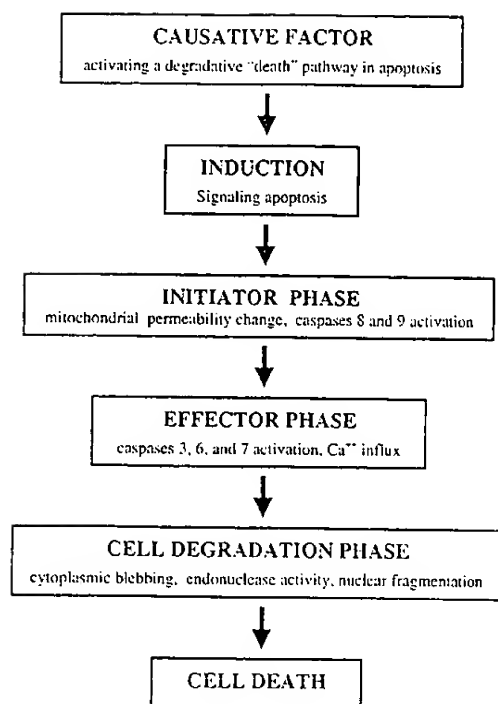 CAUSATIVE FACTOR
activating a degradative "death" pathway in apoptosis
INDUCTION
Signaling apoptosis
INITIATOR PHASE
mitochondrial permeability change, caspases 8 and 9 activation
EFFECTOR PHASE
caspases 3, 6, and 7 activation, Ca⁺⁺ influx
CELL DEGRADATION PHASE
cytoplasmic blebbing, endonuclease activity, nuclear fragmentation
CELL DEATH